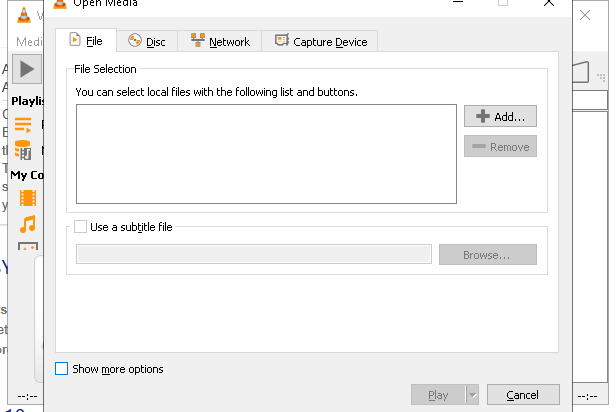 Open Media
Medi
File
Disc
Network
Capture Device
File Selection
You can select local files with the following list and buttons.
Add...
Remove
Playlis
My Co
Use a subtitle file
Browse...
Show more options
Play
Cancel
--:--
--:--